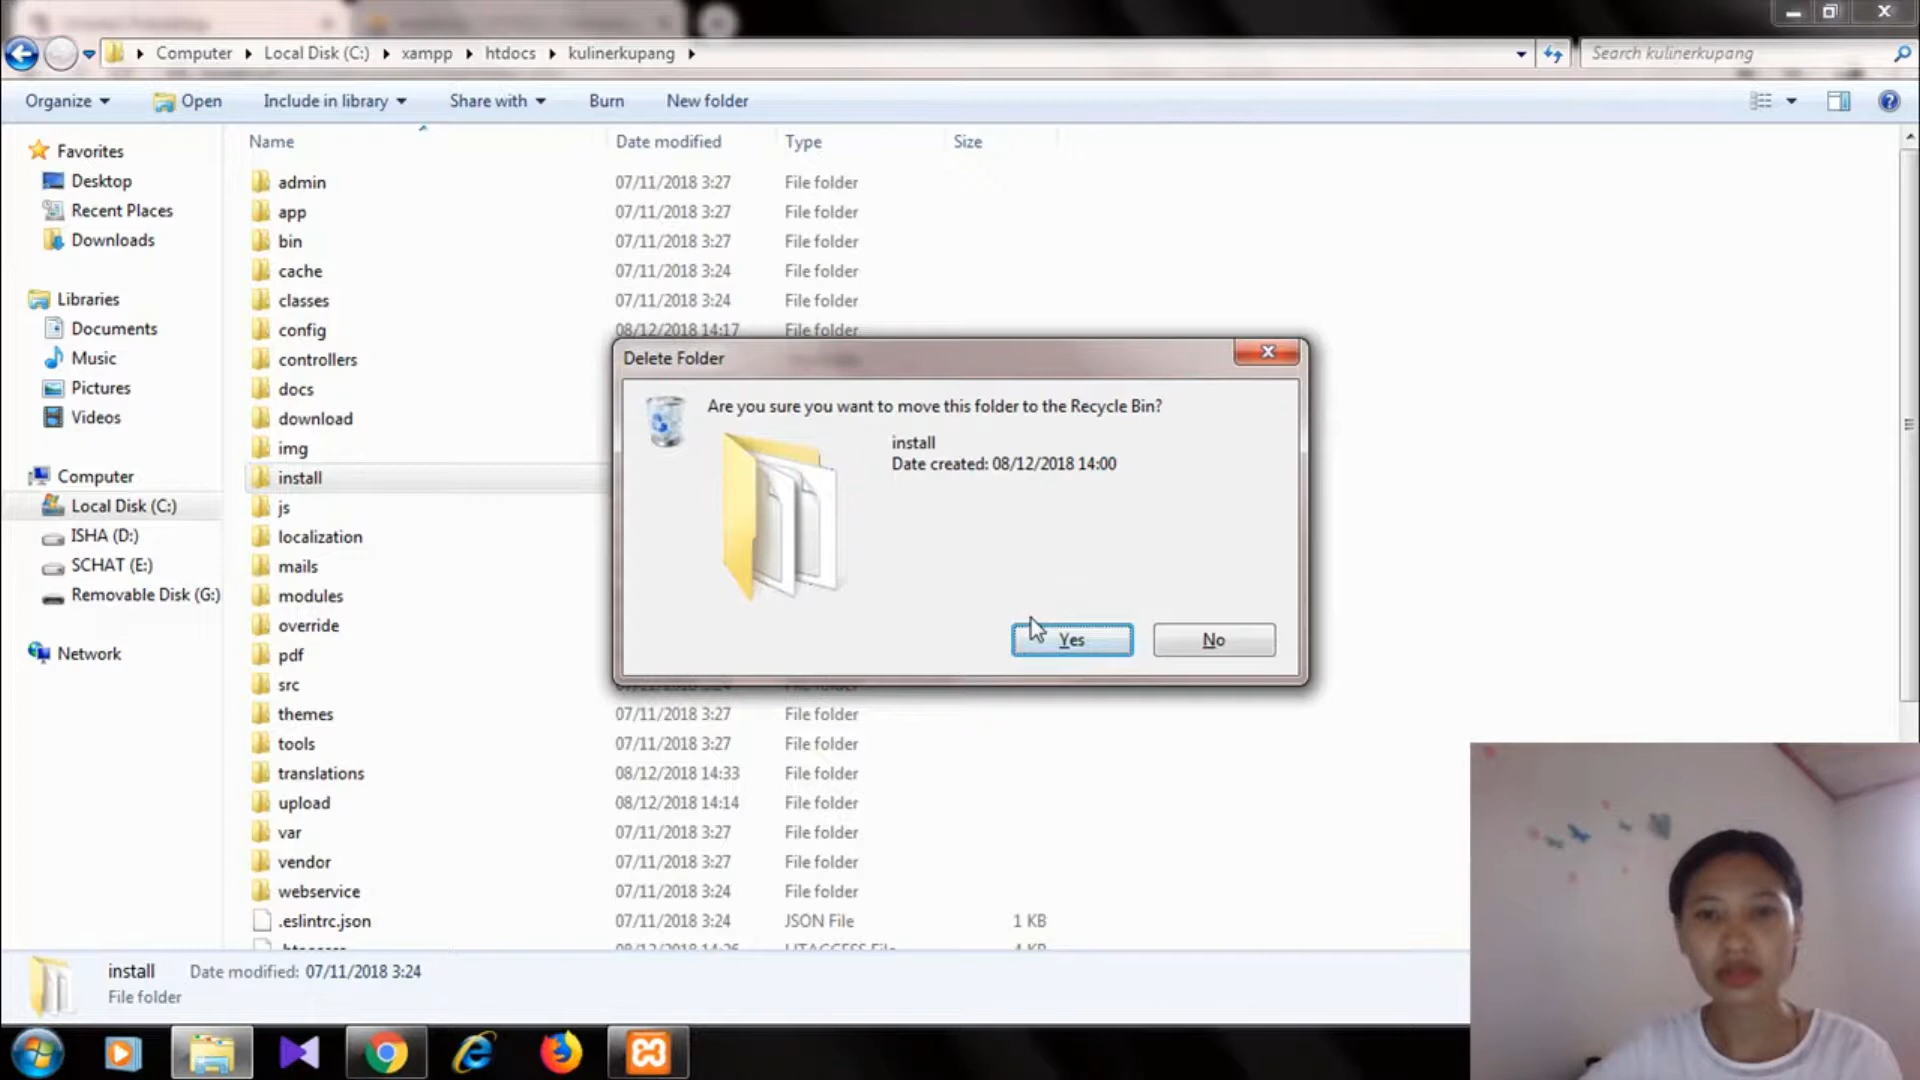 Computer Local Disk (C:) xampp htdocs kulinerkupang
Search kulinerkupang
Organize Open Include in library Share with Burn New folder
Name Date modified Type Size
Favorites
Desktop
Recent Places
Downloads
Libraries
Documents
Music
Pictures
Videos
Computer
Local Disk (C:)
ISHA (D:)
SCHAT (E:)
Removable Disk (G:)
Network
admin 07/11/2018 3:27 File folder
app 07/11/2018 3:27 File folder
bin 07/11/2018 3:27 File folder
cache 07/11/2018 3:24 File folder
classes 07/11/2018 3:24 File folder
config 08/12/2018 14:17 File folder
controllers
docs
download
img
install
js
localization
mails
modules
override
pdf
src
themes 07/11/2018 3:27 File folder
tools 07/11/2018 3:27 File folder
translations 08/12/2018 14:33 File folder
upload 08/12/2018 14:14 File folder
var 07/11/2018 3:27 File folder
vendor 07/11/2018 3:27 File folder
webservice 07/11/2018 3:24 File folder
.eslintrc.json 07/11/2018 3:24 JSON File 1 KB
Delete Folder
Are you sure you want to move this folder to the Recycle Bin?
install
Date created: 08/12/2018 14:00
Yes No
install Date modified: 07/11/2018 3:24
File folder